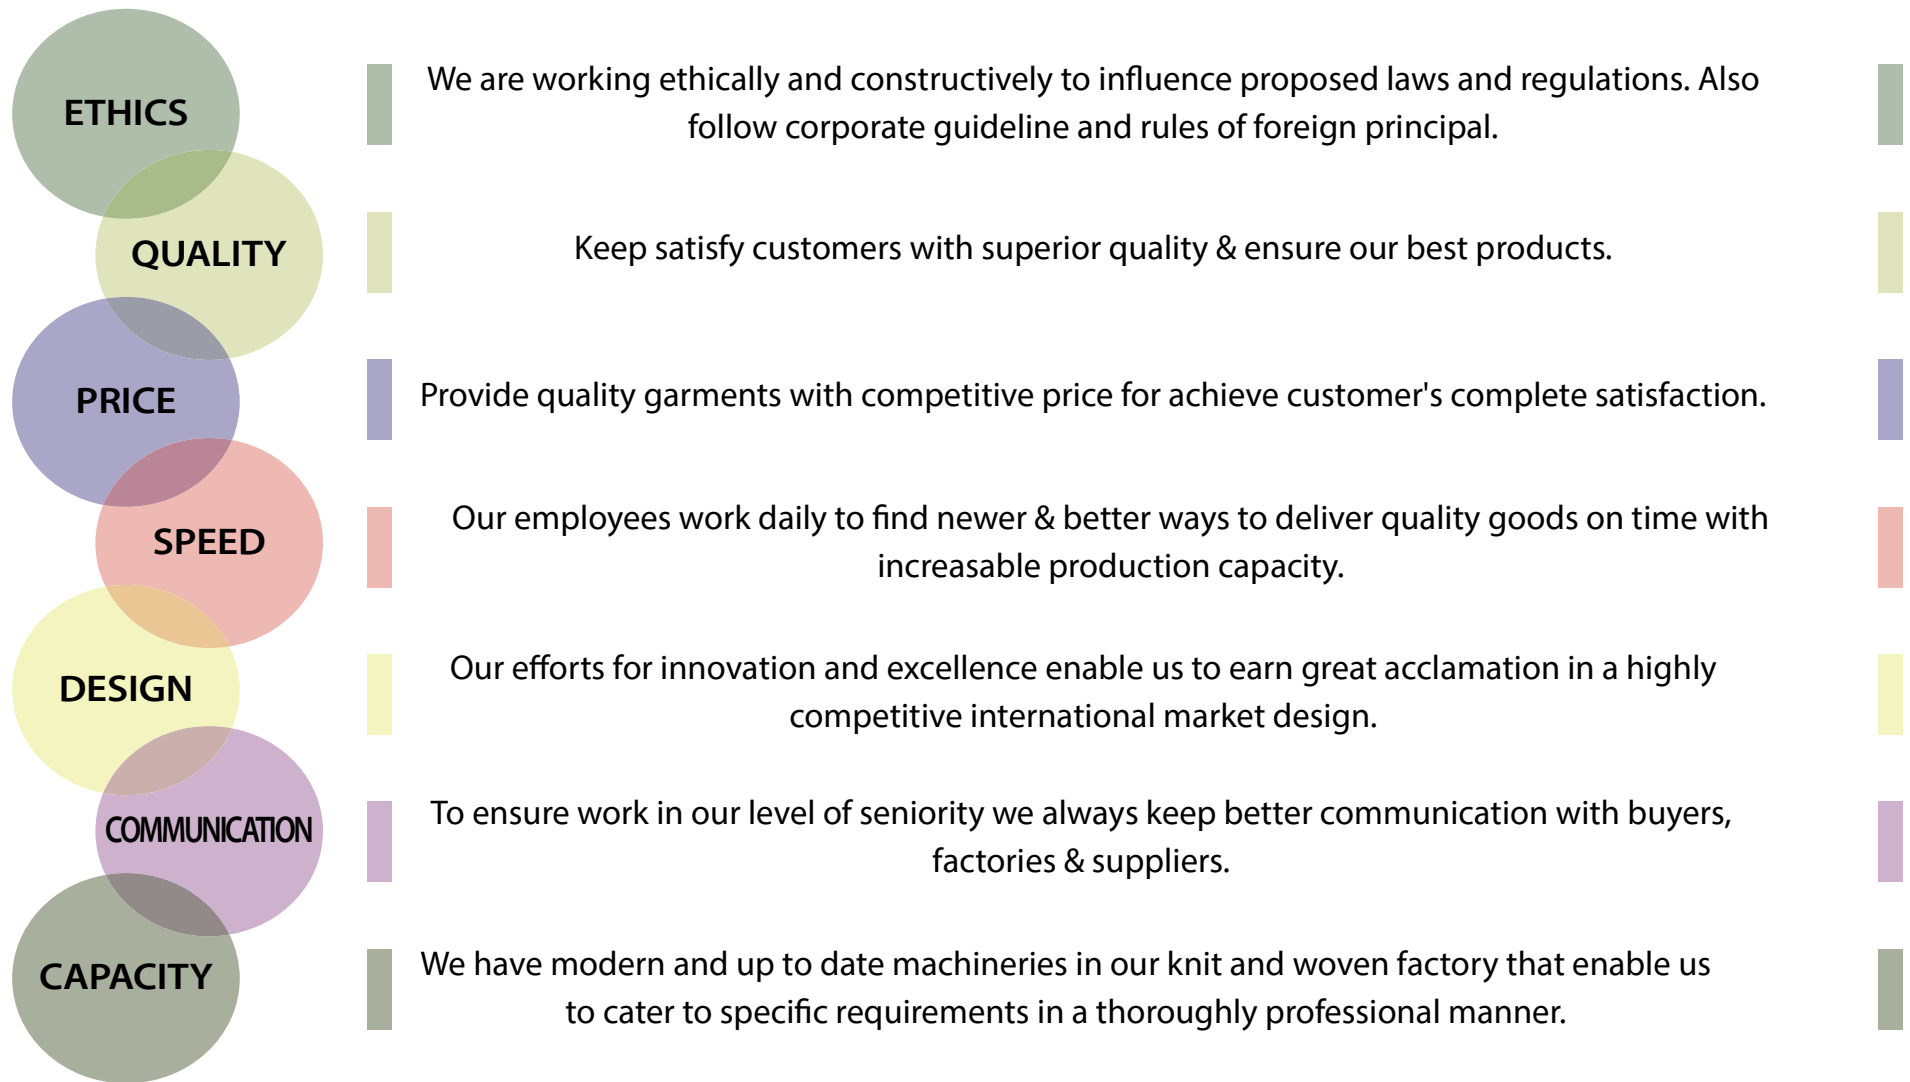 ETHICS
We are working ethically and constructively to influence proposed laws and regulations. Also
follow corporate guideline and rules of foreign principal.
QUALITY
Keep satisfy customers with superior quality & ensure our best products.
PRICE
Provide quality garments with competitive price for achieve customer's complete satisfaction.
SPEED
Our employees work daily to find newer & better ways to deliver quality goods on time with
increasable production capacity.
DESIGN
Our efforts for innovation and excellence enable us to earn great acclamation in a highly
competitive international market design.
COMMUNICATION
To ensure work in our level of seniority we always keep better communication with buyers,
factories & suppliers.
CAPACITY
We have modern and up to date machineries in our knit and woven factory that enable us
to cater to specific requirements in a thoroughly professional manner.